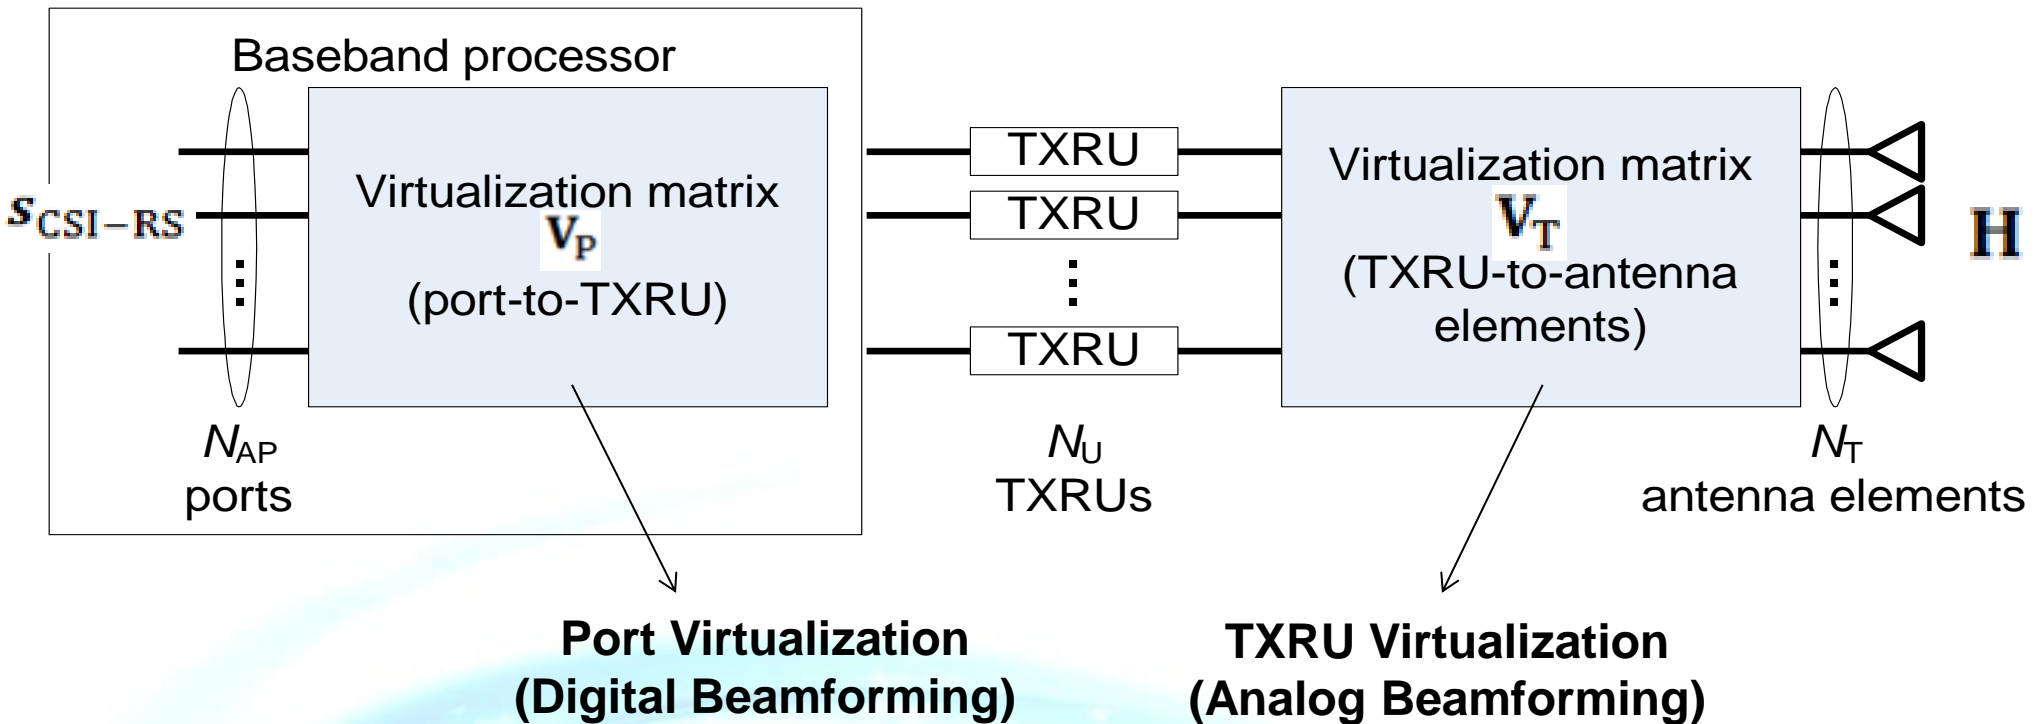 Baseband processor
s_CSI−RS
Virtualization matrix
V_P
(port-to-TXRU)
TXRU
TXRU
TXRU
Virtualization matrix
V_T
(TXRU-to-antenna
elements)
H
N_AP
ports
N_U
TXRUs
N_T
antenna elements
Port Virtualization
(Digital Beamforming)
TXRU Virtualization
(Analog Beamforming)